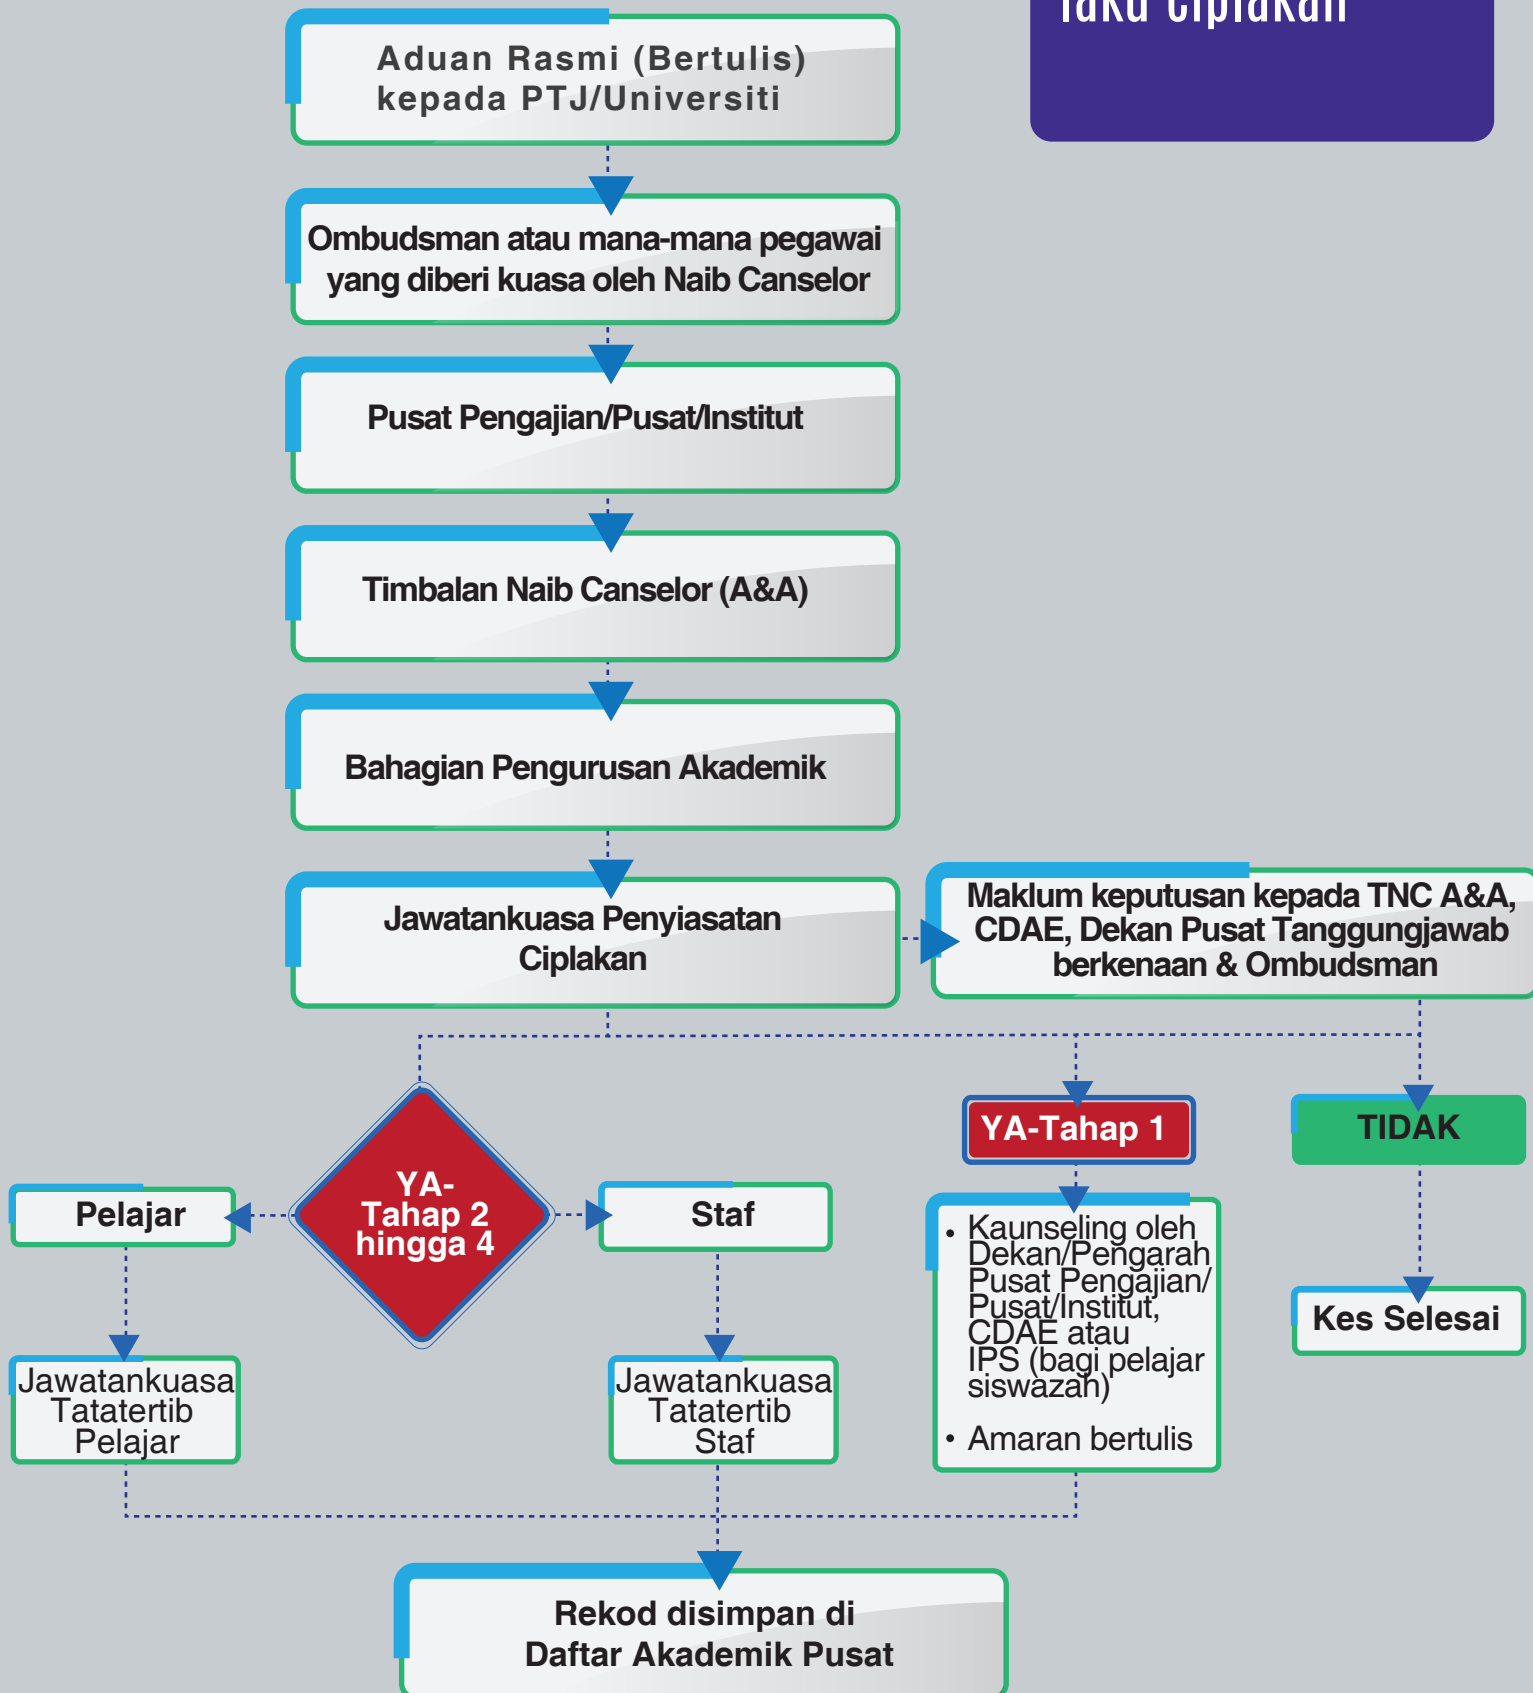 laku Ciplakan
Aduan Rasmi (Bertulis)
kepada PTJ/Universiti
Ombudsman atau mana-mana pegawai
yang diberi kuasa oleh Naib Canselor
Pusat Pengajian/Pusat/Institut
Timbalan Naib Canselor (A&A)
Bahagian Pengurusan Akademik
Jawatankuasa Penyiasatan
Ciplakan
Maklum keputusan kepada TNC A&A,
CDAE, Dekan Pusat Tanggungjawab
berkenaan & Ombudsman
YA-
Tahap 2
hingga 4
Pelajar
Staf
YA-Tahap 1
TIDAK
Jawatankuasa
Tatatertib
Pelajar
Jawatankuasa
Tatatertib
Staf
• Kaunseling oleh
Dekan/Pengarah
Pusat Pengajian/
Pusat/Institut,
CDAE atau
IPS (bagi pelajar
siswazah)
• Amaran bertulis
Kes Selesai
Rekod disimpan di
Daftar Akademik Pusat